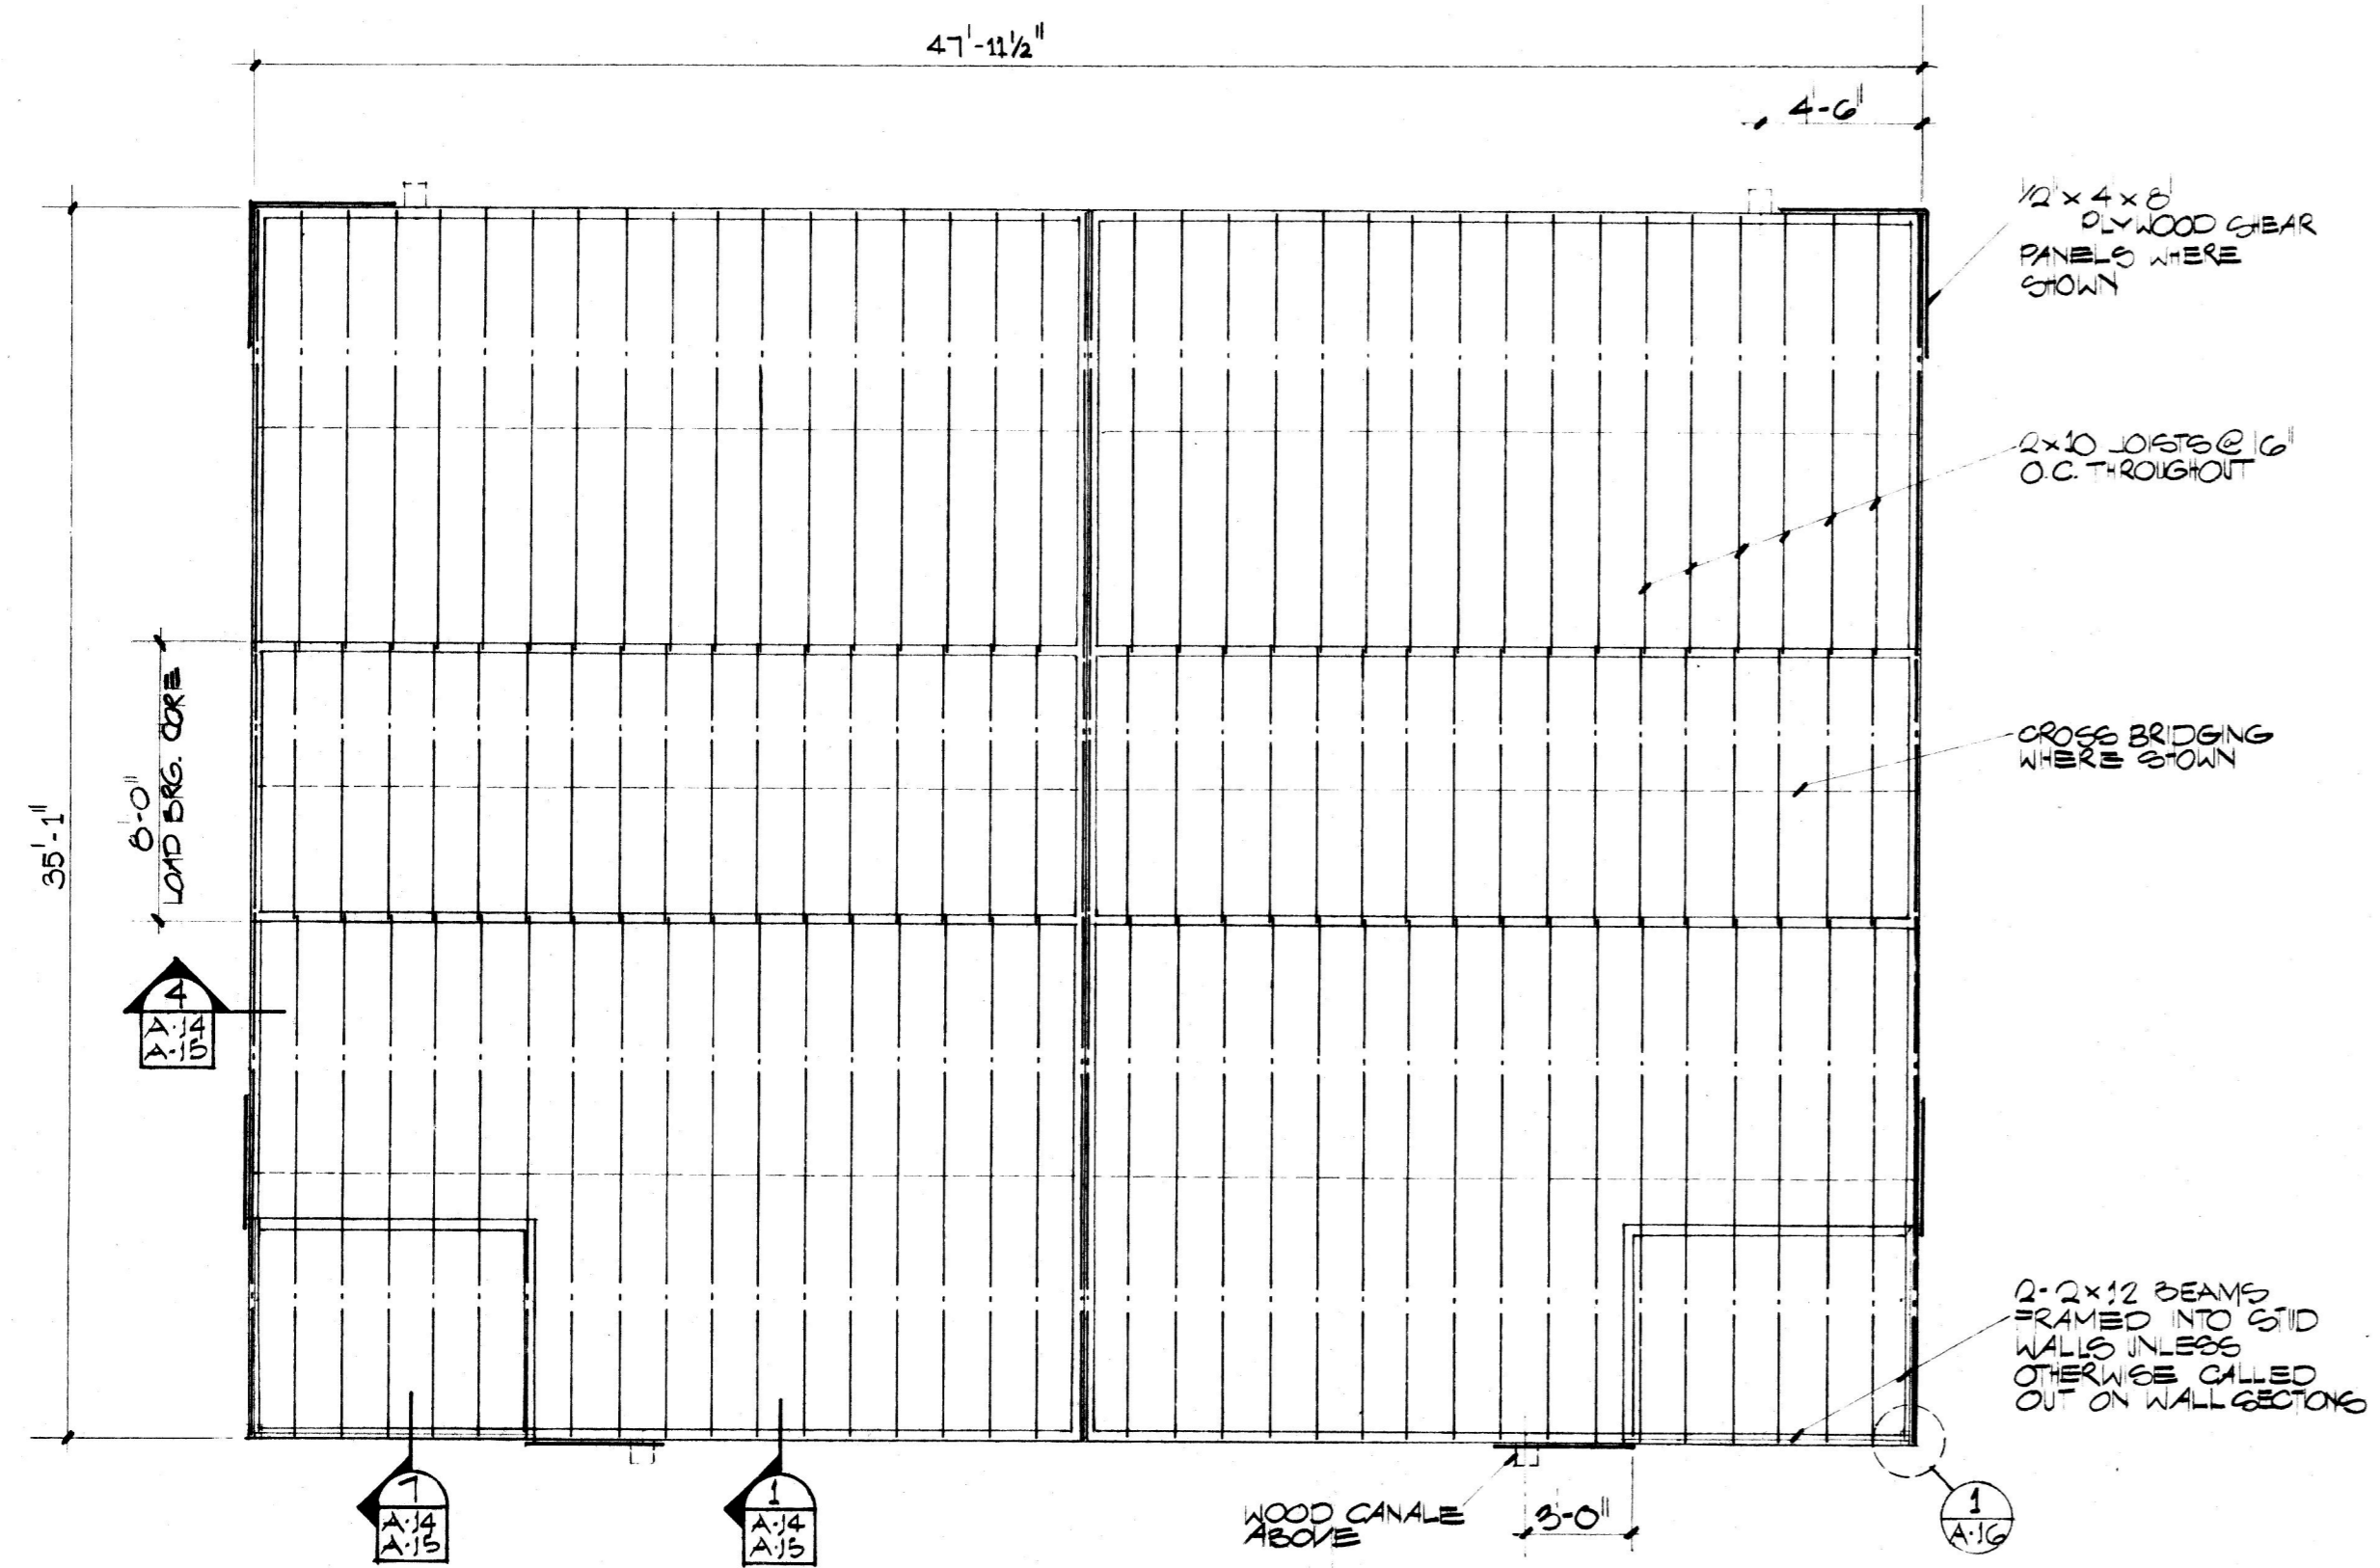 47'-11½"
4'-6"
½" x 4 x 8'
PLYWOOD SHEAR
PANELS WHERE
SHOWN
2x10 JOISTS @ 16"
O.C. THROUGHOUT
35'-1"
8'-0"
LOAD BRG. CORE
CROSS BRIDGING
WHERE SHOWN
4
A·14
A·15
2-2x12 BEAMS
FRAMED INTO STUD
WALLS UNLESS
OTHERWISE CALLED
OUT ON WALL SECTIONS
7
A·14
A·15
1
A·14
A·15
WOOD CANALE
ABOVE
3'-0"
1
A·16